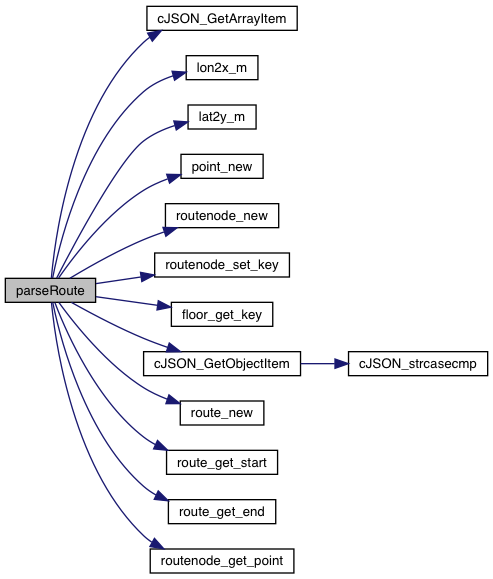 cJSON_GetArrayItem
lon2x_m
lat2y_m
point_new
routenode_new
routenode_set_key
parseRoute
floor_get_key
cJSON_GetObjectItem
cJSON_strcasecmp
route_new
route_get_start
route_get_end
routenode_get_point